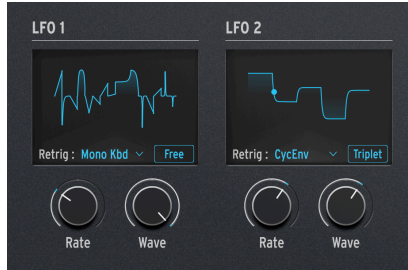 LFO 1
LFO 2
Retrig : Mono Kbd
Free
Retrig : CycEnv
Triplet
Rate
Wave
Rate
Wave